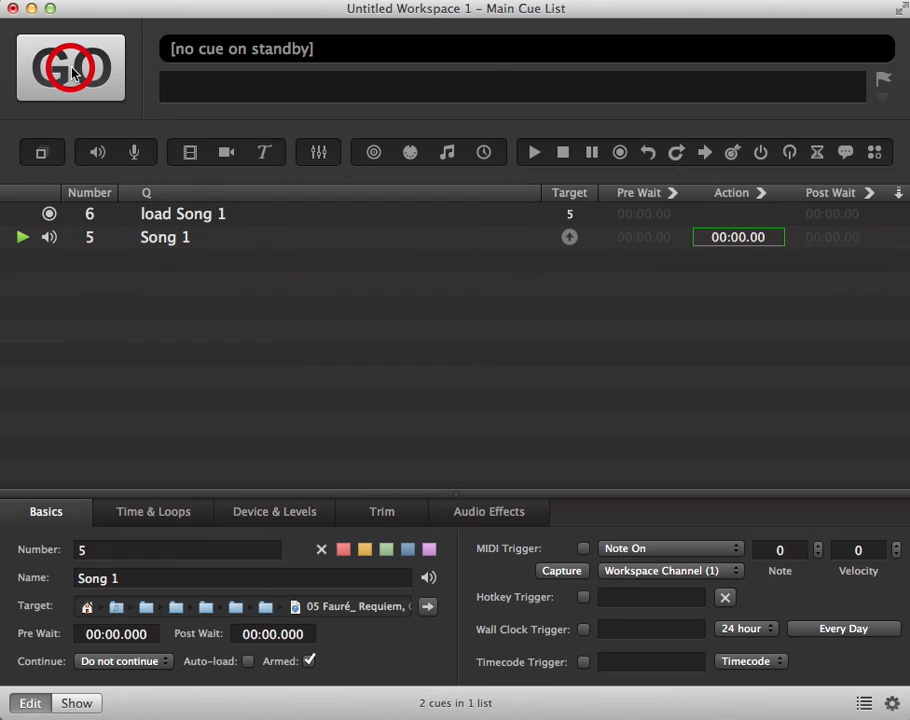 Untitled Workspace 1 - Main Cue List
GO
[no cue on standby]
T
Number Q Target Pre Wait Action Post Wait
6 load Song 1 5 00:00.00 00:00.00
5 Song 1 00:00.00 00:00.00 00:00.00
Basics Time & Loops Device & Levels Trim Audio Effects
Number: 5
Name: Song 1
Target: 05 Fauré_ Requiem,
Pre Wait: 00:00.000 Post Wait: 00:00.000
Continue: Do not continue Auto-load: Armed:
MIDI Trigger: Note On 0 0
Capture Workspace Channel (1) Note Velocity
Hotkey Trigger:
Wall Clock Trigger: 24 hour Every Day
Timecode Trigger: Timecode
Edit Show 2 cues in 1 list